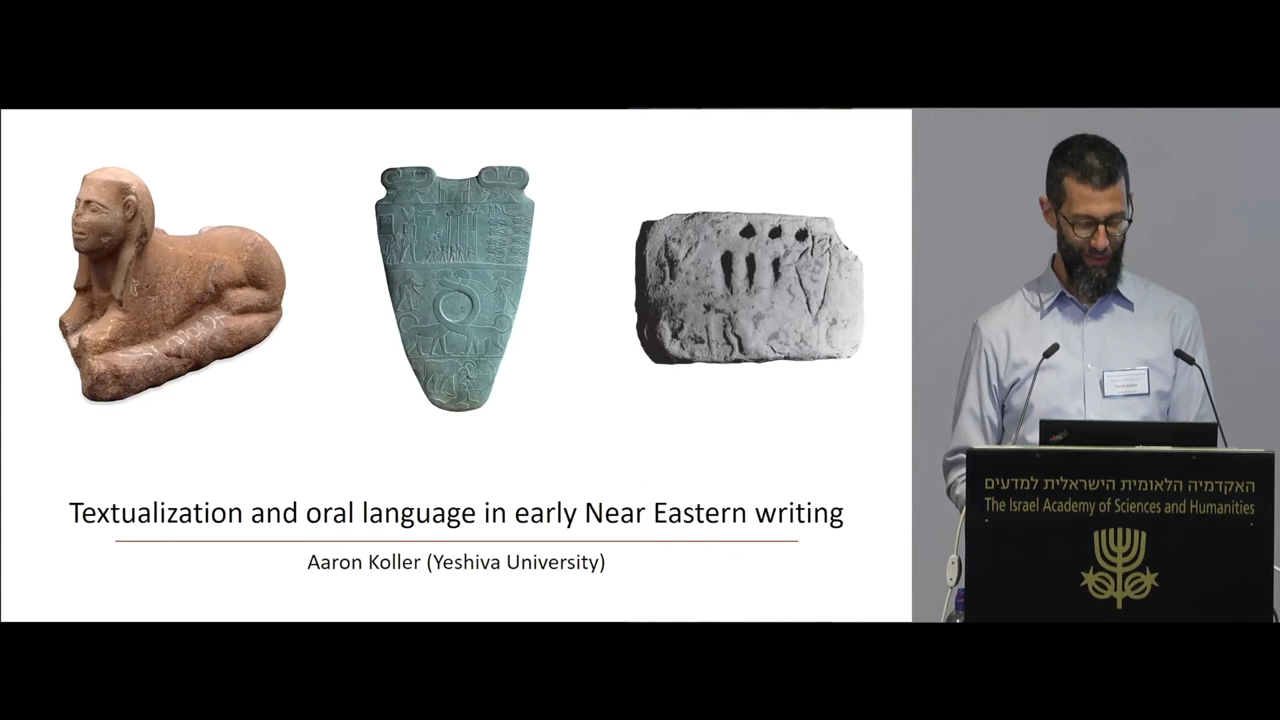 Textualization and oral language in early Near Eastern writing
Aaron Koller (Yeshiva University)
האקדמיה הלאומית הישראלית למדעים
The Israel Academy of Sciences and Humanities